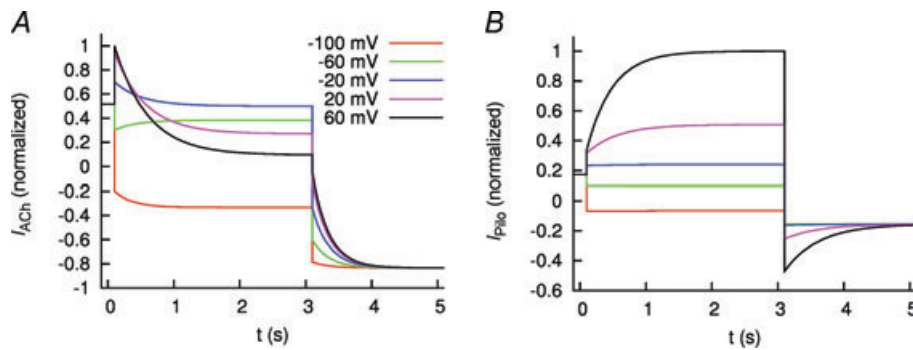 A
1
0.8
0.6
0.4
0.2
0
-0.2
-0.4
-0.6
-0.8
-1
I_ACh (normalized)
-100 mV
-60 mV
-20 mV
20 mV
60 mV
0 1 2 3 4 5
t (s)
B
1
0.8
0.6
0.4
0.2
0
-0.2
-0.4
-0.6
I_Pilo (normalized)
0 1 2 3 4 5
t (s)